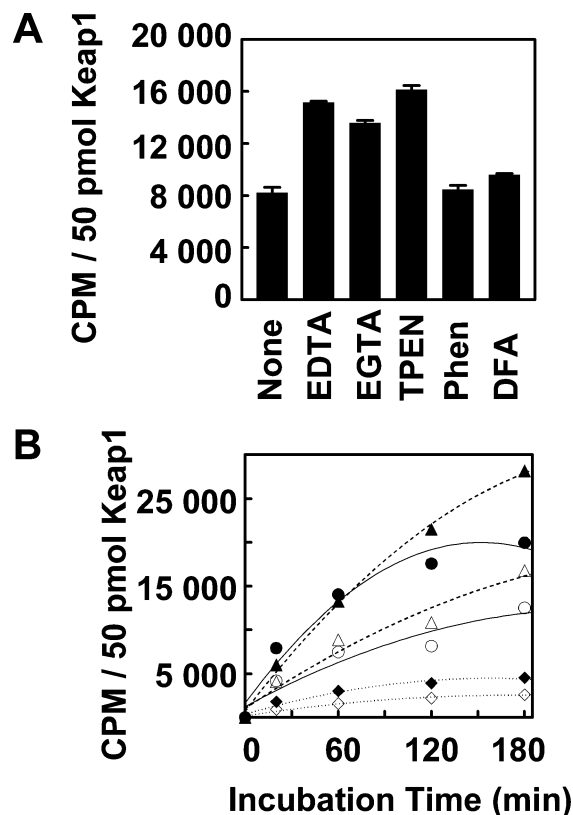 A
CPM / 50 pmol Keap1
20 000
16 000
12 000
8 000
4 000
0
None
EDTA
EGTA
TPEN
Phen
DFA
B
CPM / 50 pmol Keap1
25 000
15 000
5 000
0 60 120 180
Incubation Time (min)